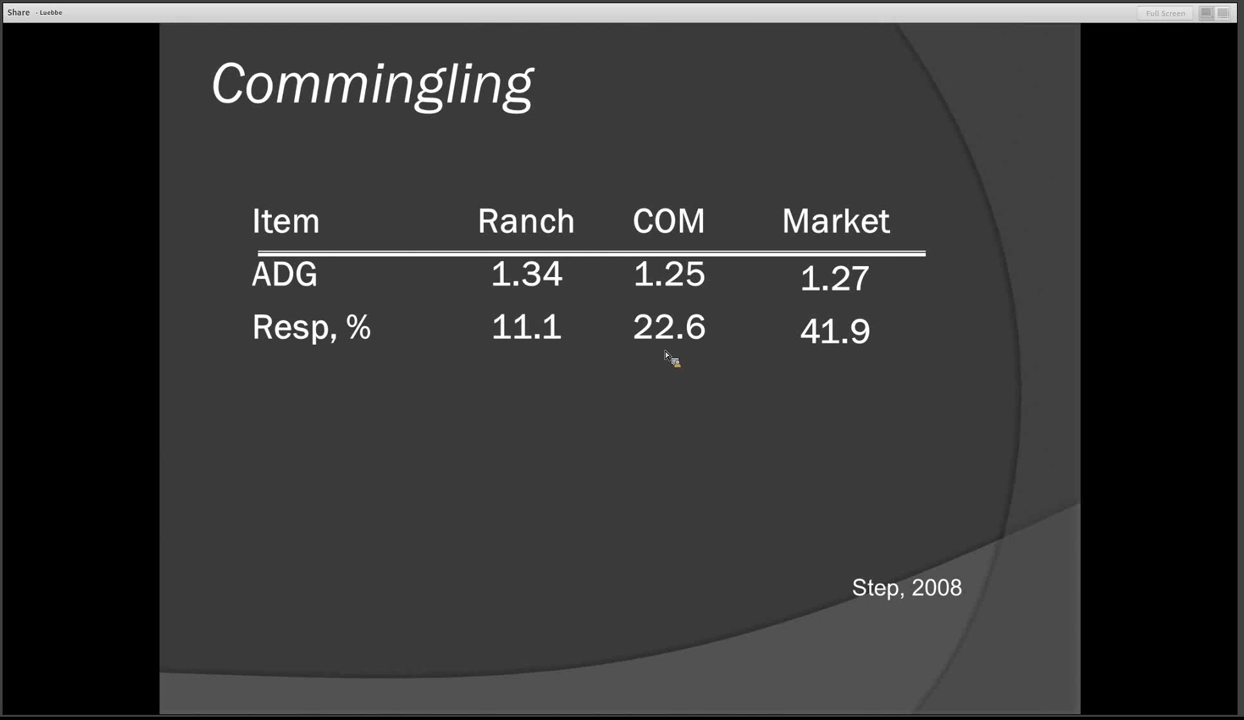 Share - Luebbe
Full Screen
Commingling
Item Ranch COM Market
ADG 1.34 1.25 1.27
Resp, % 11.1 22.6 41.9
Step, 2008